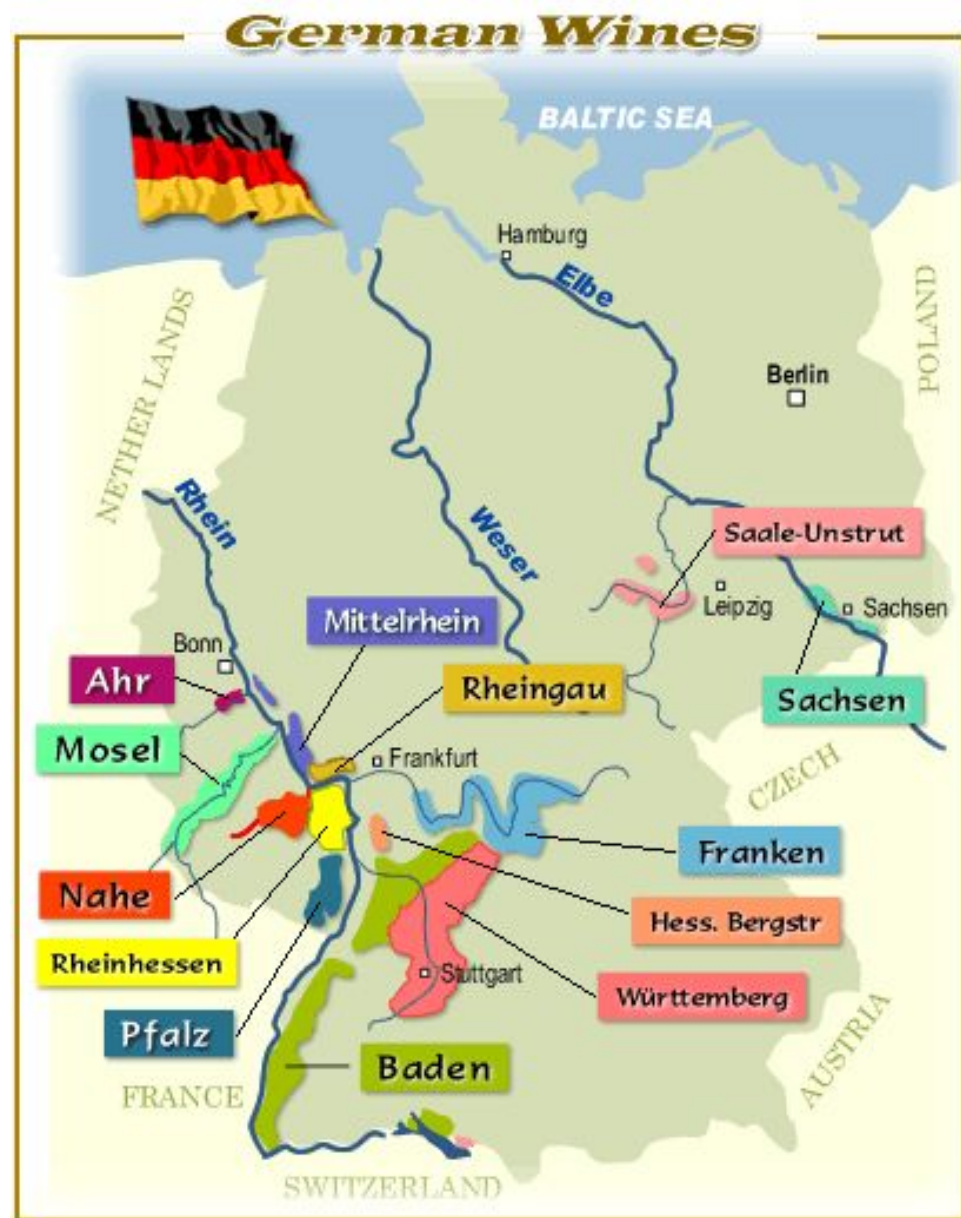 German Wines
BALTIC SEA
Hamburg
Elbe
POLAND
NETHER LANDS
Berlin
Rhein
Weser
Saale-Unstrut
Leipzig
Sachsen
Mittelrhein
Bonn
Ahr
Rheingau
Sachsen
Mosel
Frankfurt
CZECH
Franken
Nahe
Hess. Bergstr
Rheinhessen
Stuttgart
Württemberg
Pfalz
Baden
AUSTRIA
FRANCE
SWITZERLAND